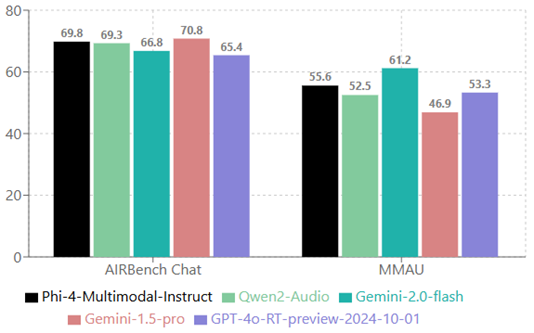 80
69.8 69.3 66.8 70.8 65.4
61.2
60
55.6 52.5 46.9 53.3
40
20
0
AIRBench Chat MMAU
Phi-4-Multimodal-Instruct Qwen2-Audio Gemini-2.0-flash
Gemini-1.5-pro GPT-4o-RT-preview-2024-10-01